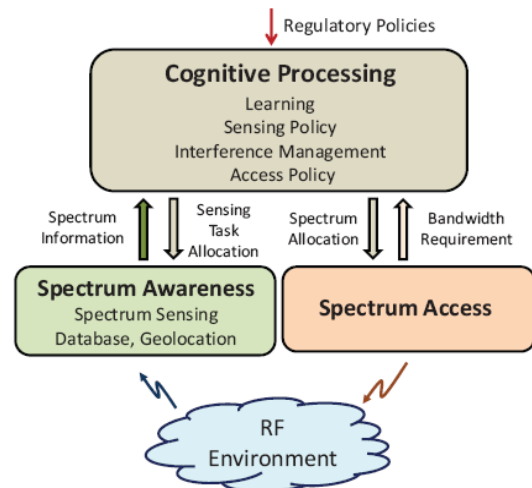 Regulatory Policies
Cognitive Processing
Learning
Sensing Policy
Interference Management
Access Policy
Spectrum
Information
Sensing
Task
Allocation
Spectrum
Allocation
Bandwidth
Requirement
Spectrum Awareness
Spectrum Sensing
Database, Geolocation
Spectrum Access
RF
Environment